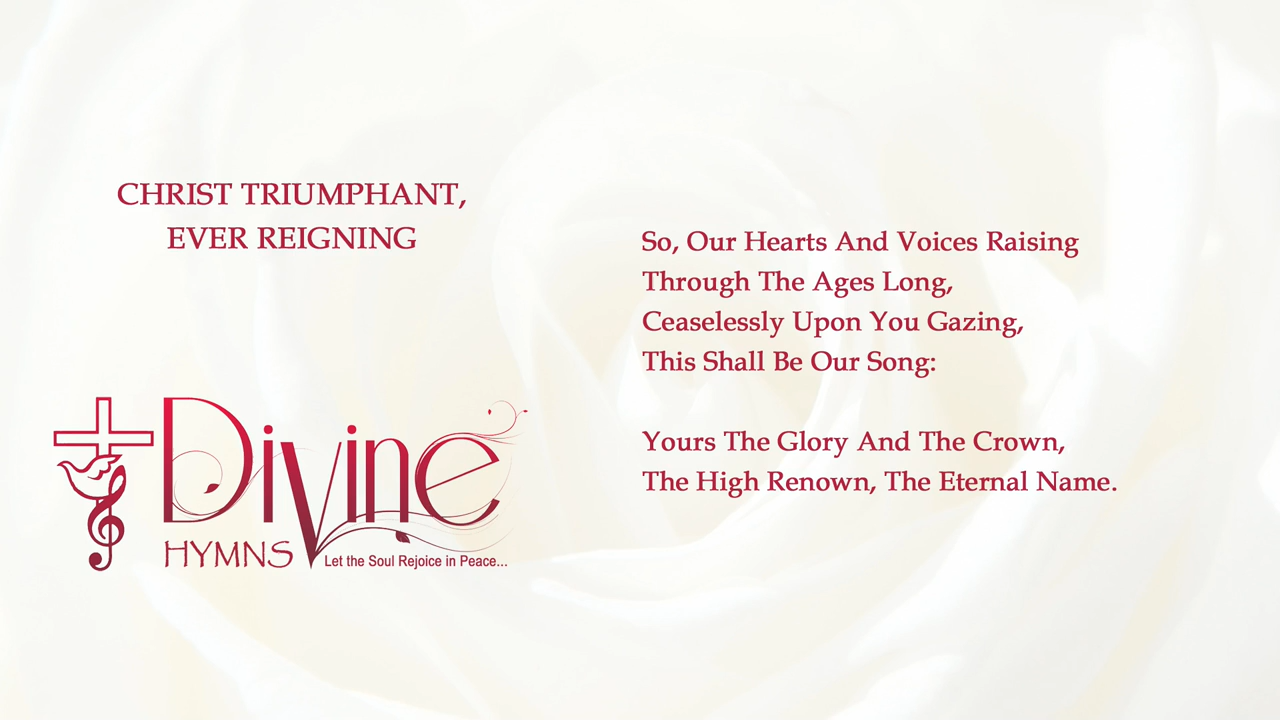 CHRIST TRIUMPHANT,
EVER REIGNING
Divine
HYMNS
Let the Soul Rejoice in Peace...
So, Our Hearts And Voices Raising
Through The Ages Long,
Ceaselessly Upon You Gazing,
This Shall Be Our Song:
Yours The Glory And The Crown,
The High Renown, The Eternal Name.